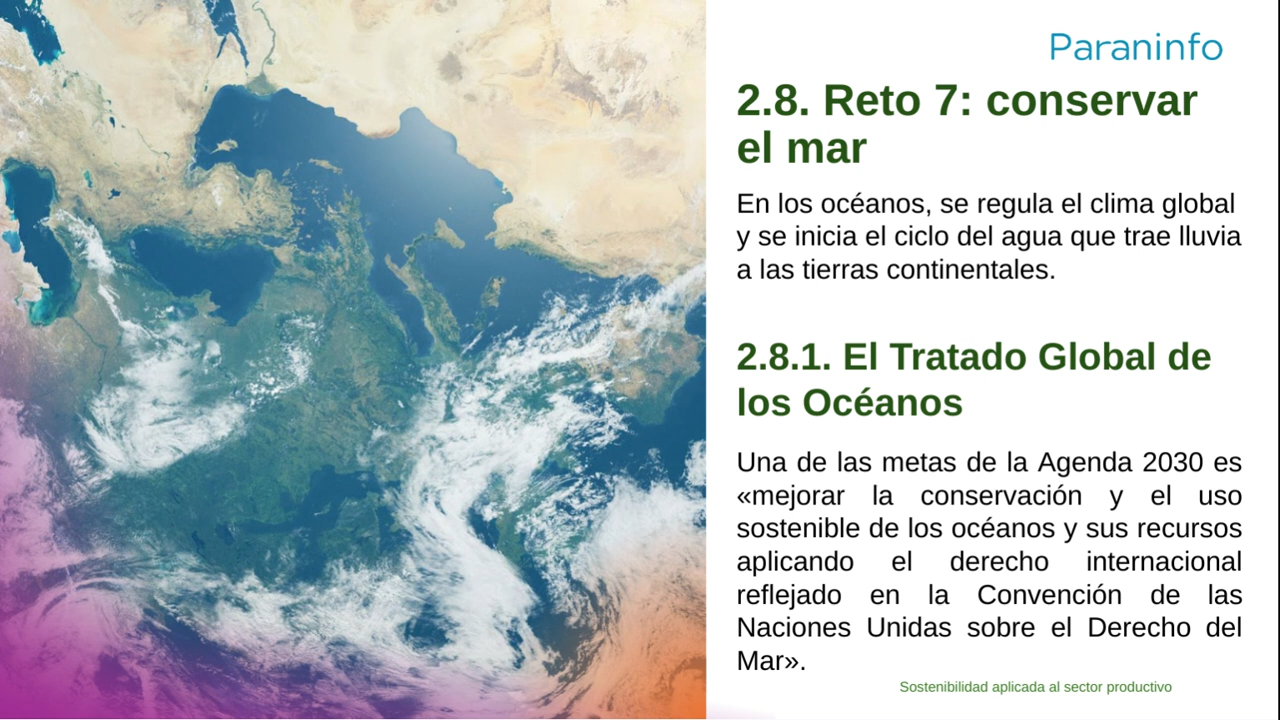 Paraninfo
2.8. Reto 7: conservar
el mar
En los océanos, se regula el clima global
y se inicia el ciclo del agua que trae lluvia
a las tierras continentales.
2.8.1. El Tratado Global de
los Océanos
Una de las metas de la Agenda 2030 es
«mejorar la conservación y el uso
sostenible de los océanos y sus recursos
aplicando el derecho internacional
reflejado en la Convención de las
Naciones Unidas sobre el Derecho del
Mar».
Sostenibilidad aplicada al sector productivo